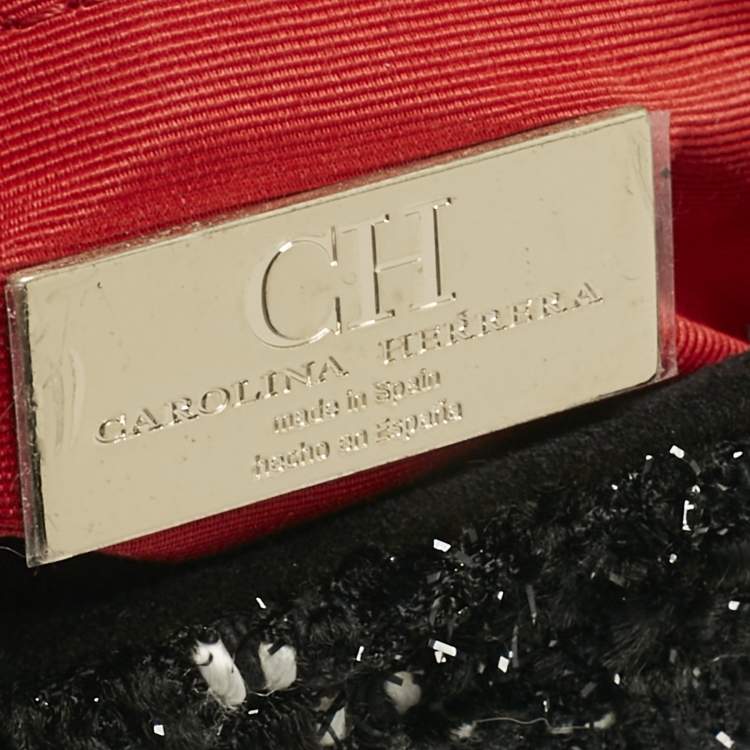 CH
CAROLINA HERRERA
made in Spain
hecho en España